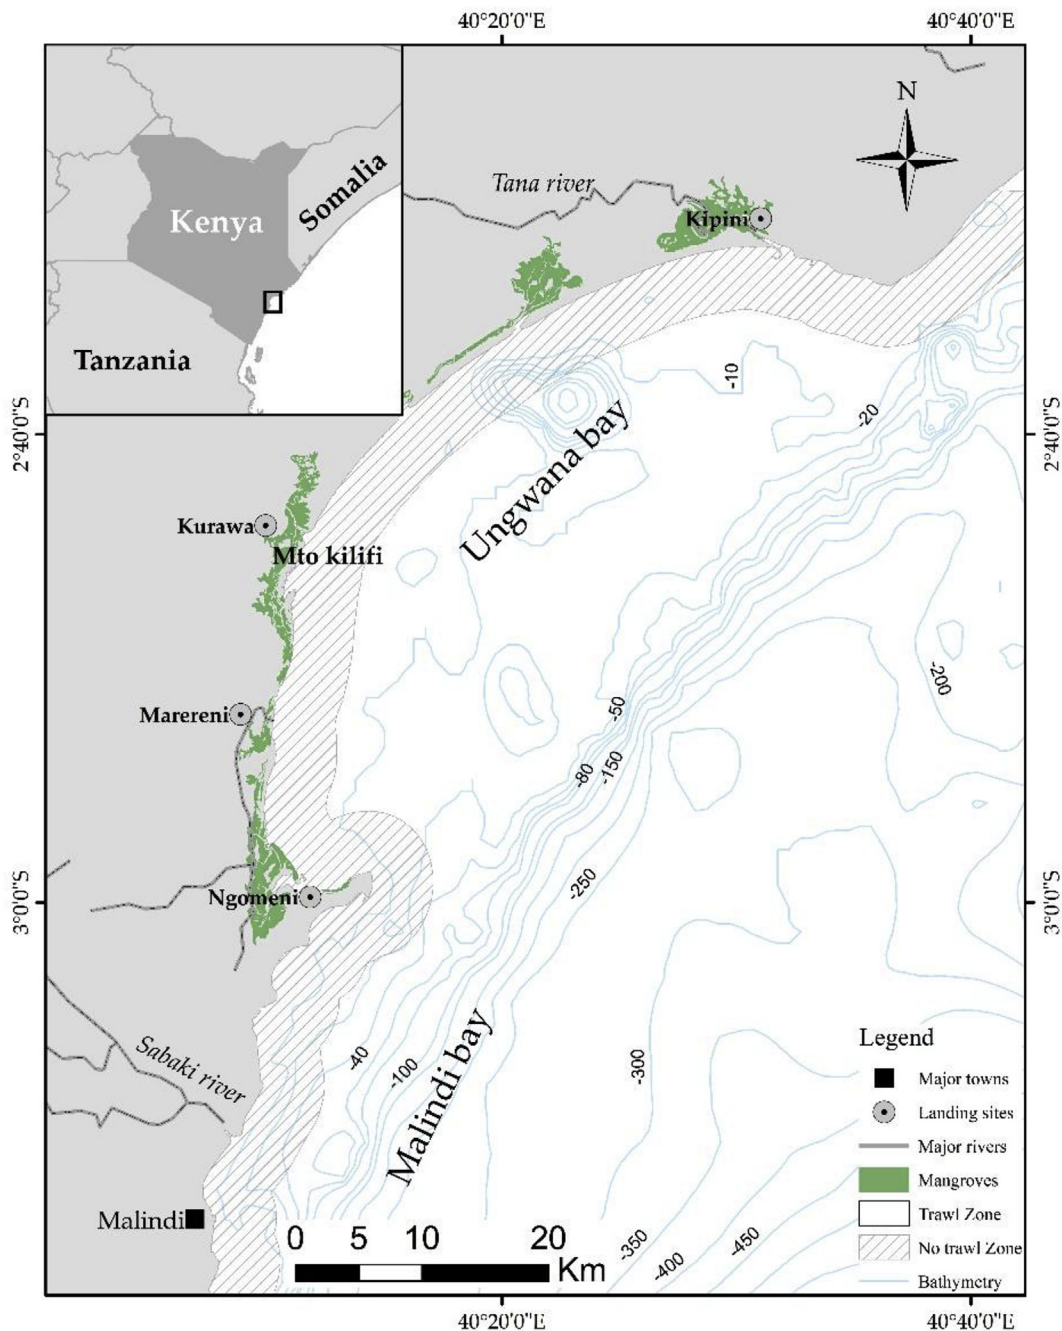 40°20'0"E
40°40'0"E
N
Somalia
Kenya
Tanzania
Tana river
Kipini
-10
-20
2°40'0"S
2°40'0"S
Ungwana bay
Kurawa
Mto kilifi
-200
-50
Marereni
-80
-150
-250
Ngomeni
3°0'0"S
3°0'0"S
Sabaki river
-40
-100
Malindi bay
-300
Malindi
-350
-400
-450
0 5 10 20
Km
Legend
Major towns
Landing sites
Major rivers
Mangroves
Trawl Zone
No trawl Zone
Bathymetry
40°20'0"E
40°40'0"E